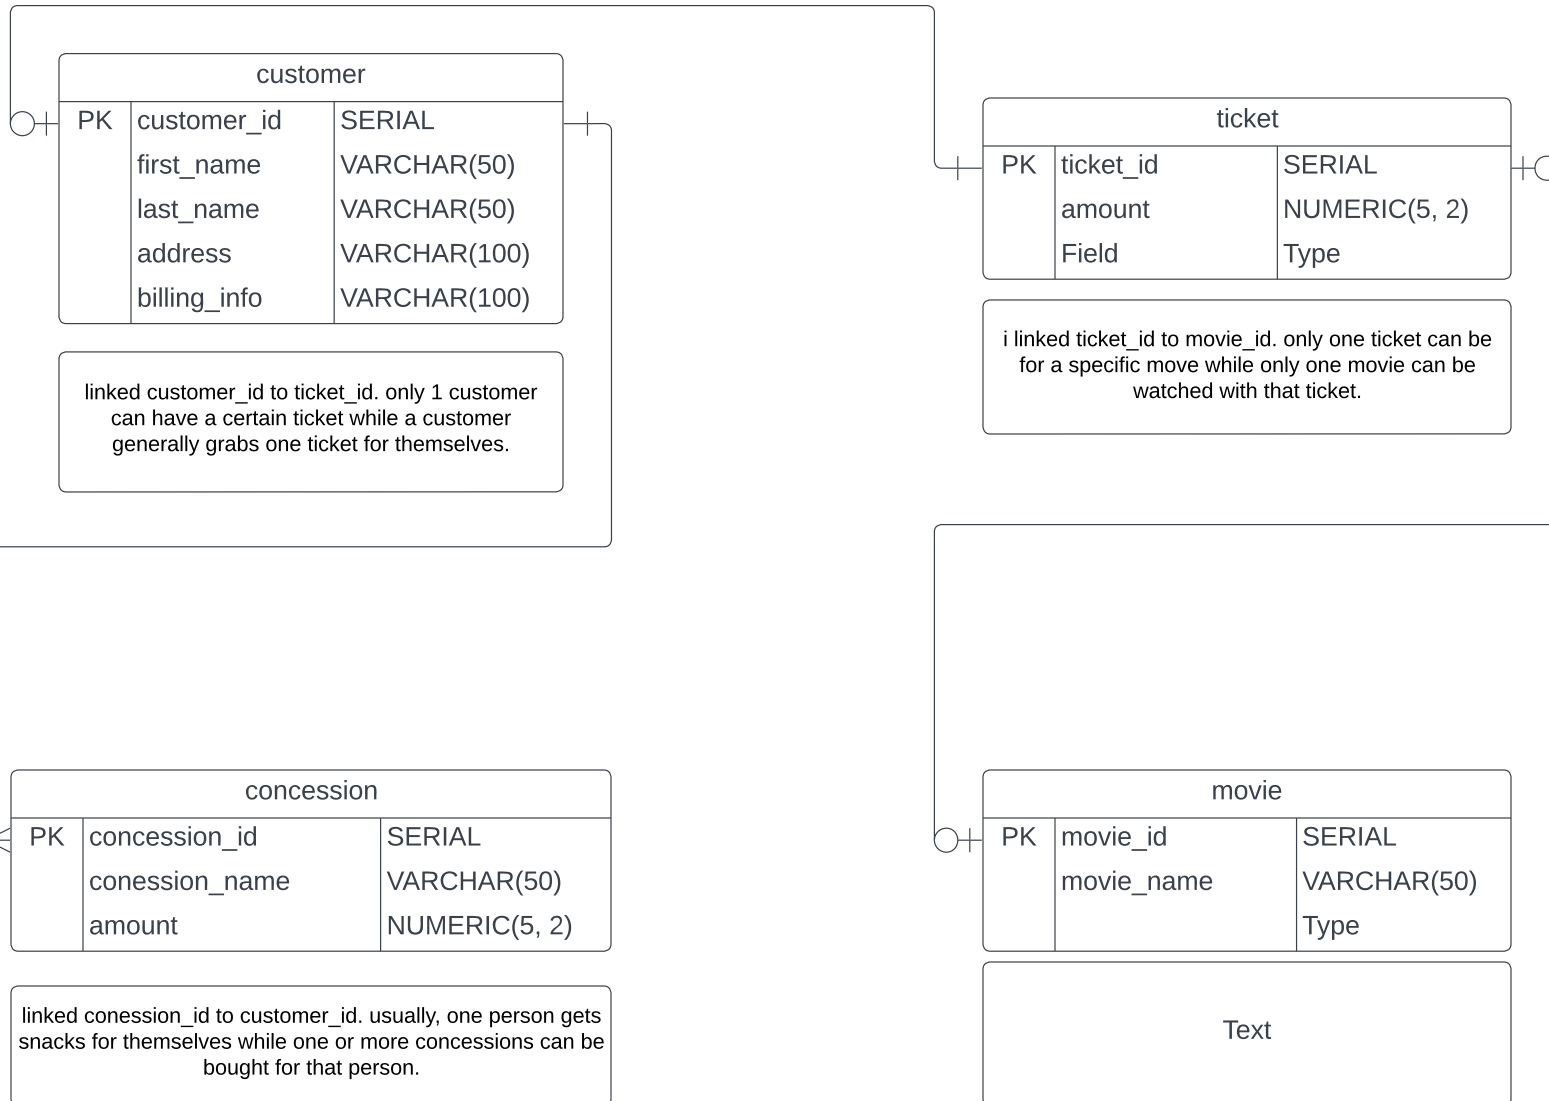 customer
PK customer_id SERIAL
first_name VARCHAR(50)
last_name VARCHAR(50)
address VARCHAR(100)
billing_info VARCHAR(100)
linked customer_id to ticket_id. only 1 customer
can have a certain ticket while a customer
generally grabs one ticket for themselves.
ticket
PK ticket_id SERIAL
amount NUMERIC(5, 2)
Field Type
i linked ticket_id to movie_id. only one ticket can be
for a specific move while only one movie can be
watched with that ticket.
concession
PK concession_id SERIAL
conession_name VARCHAR(50)
amount NUMERIC(5, 2)
linked conession_id to customer_id. usually, one person gets
snacks for themselves while one or more concessions can be
bought for that person.
movie
PK movie_id SERIAL
movie_name VARCHAR(50)
Type
Text